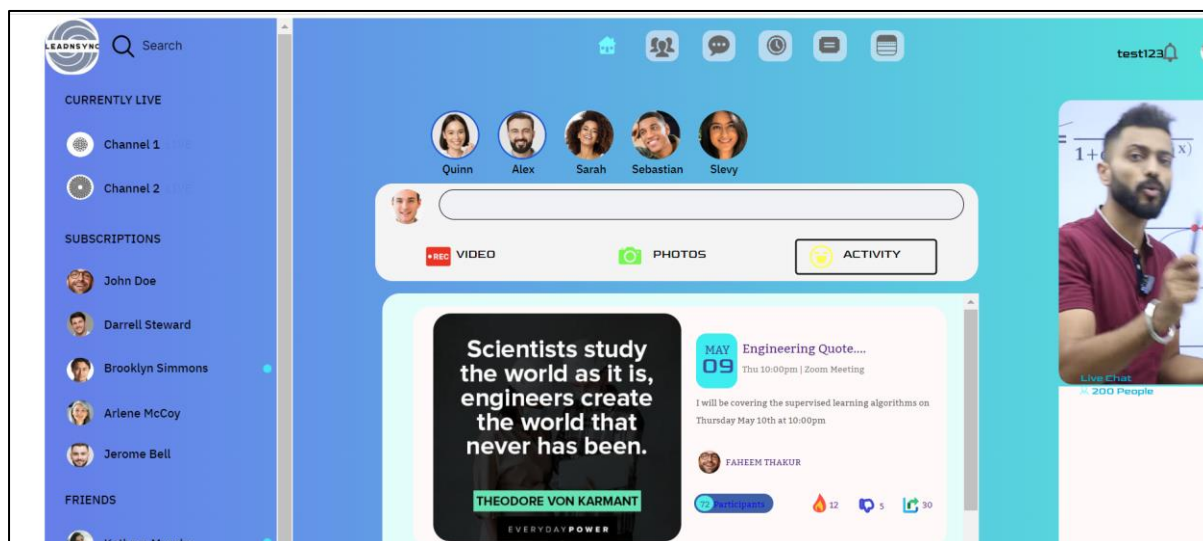 LEADNSYNC
Search
test123
CURRENTLY LIVE
Channel 1 LIVE
Channel 2 LIVE
SUBSCRIPTIONS
John Doe
Darrell Steward
Brooklyn Simmons
Arlene McCoy
Jerome Bell
FRIENDS
Quinn
Alex
Sarah
Sebastian
Slevy
REC VIDEO
PHOTOS
ACTIVITY
Scientists study
the world as it is,
engineers create
the world that
never has been.
THEODORE VON KARMANT
EVERYDAYPOWER
MAY
09
Engineering Quote....
Thu 10:00pm | Zoom Meeting
I will be covering the supervised learning algorithms on
Thursday May 10th at 10:00pm
FAHEEM THAKUR
72 Participants
12
5
30
Live Chat
200 People